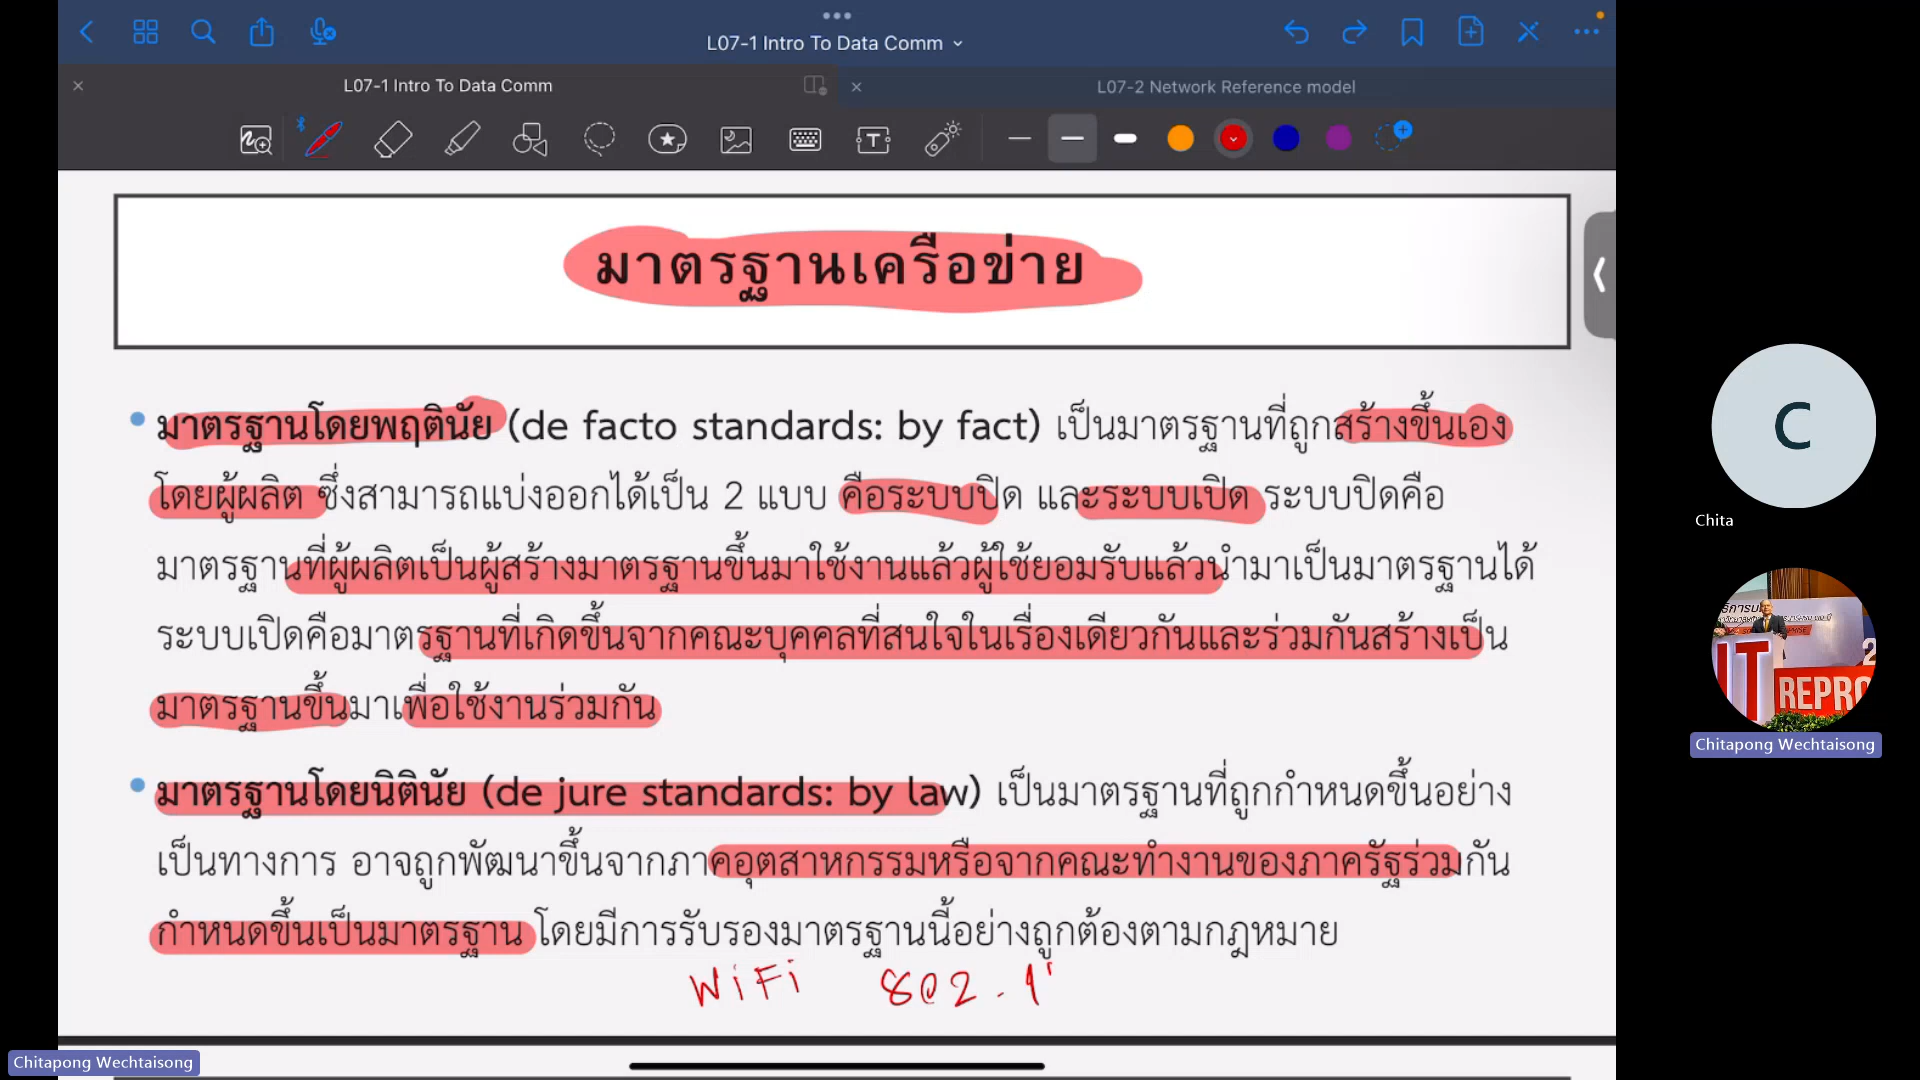 L07-1 Intro To Data Comm
L07-1 Intro To Data Comm
L07-2 Network Reference model
T
มาตรฐานเครือข่าย
มาตรฐานโดยพฤตินัย (de facto standards: by fact) เป็นมาตรฐานที่ถูกสร้างขึ้นเอง
โดยผู้ผลิต ซึ่งสามารถแบ่งออกได้เป็น 2 แบบ คือระบบปิด และระบบเปิด ระบบปิดคือ
มาตรฐานที่ผู้ผลิตเป็นผู้สร้างมาตรฐานขึ้นมาใช้งานแล้วผู้ใช้ยอมรับแล้วนำมาเป็นมาตรฐานได้
ระบบเปิดคือมาตรฐานที่เกิดขึ้นจากคณะบุคคลที่สนใจในเรื่องเดียวกันและร่วมกันสร้างเป็น
มาตรฐานขึ้นมาเพื่อใช้งานร่วมกัน
มาตรฐานโดยนิตินัย (de jure standards: by law) เป็นมาตรฐานที่ถูกกำหนดขึ้นอย่าง
เป็นทางการ อาจถูกพัฒนาขึ้นจากภาคอุตสาหกรรมหรือจากคณะทำงานของภาครัฐร่วมกัน
กำหนดขึ้นเป็นมาตรฐาน โดยมีการรับรองมาตรฐานนี้อย่างถูกต้องตามกฎหมาย
WiFi 802.1'
C
Chita
IT
REPRO
Chitapong Wechtaisong
Chitapong Wechtaisong